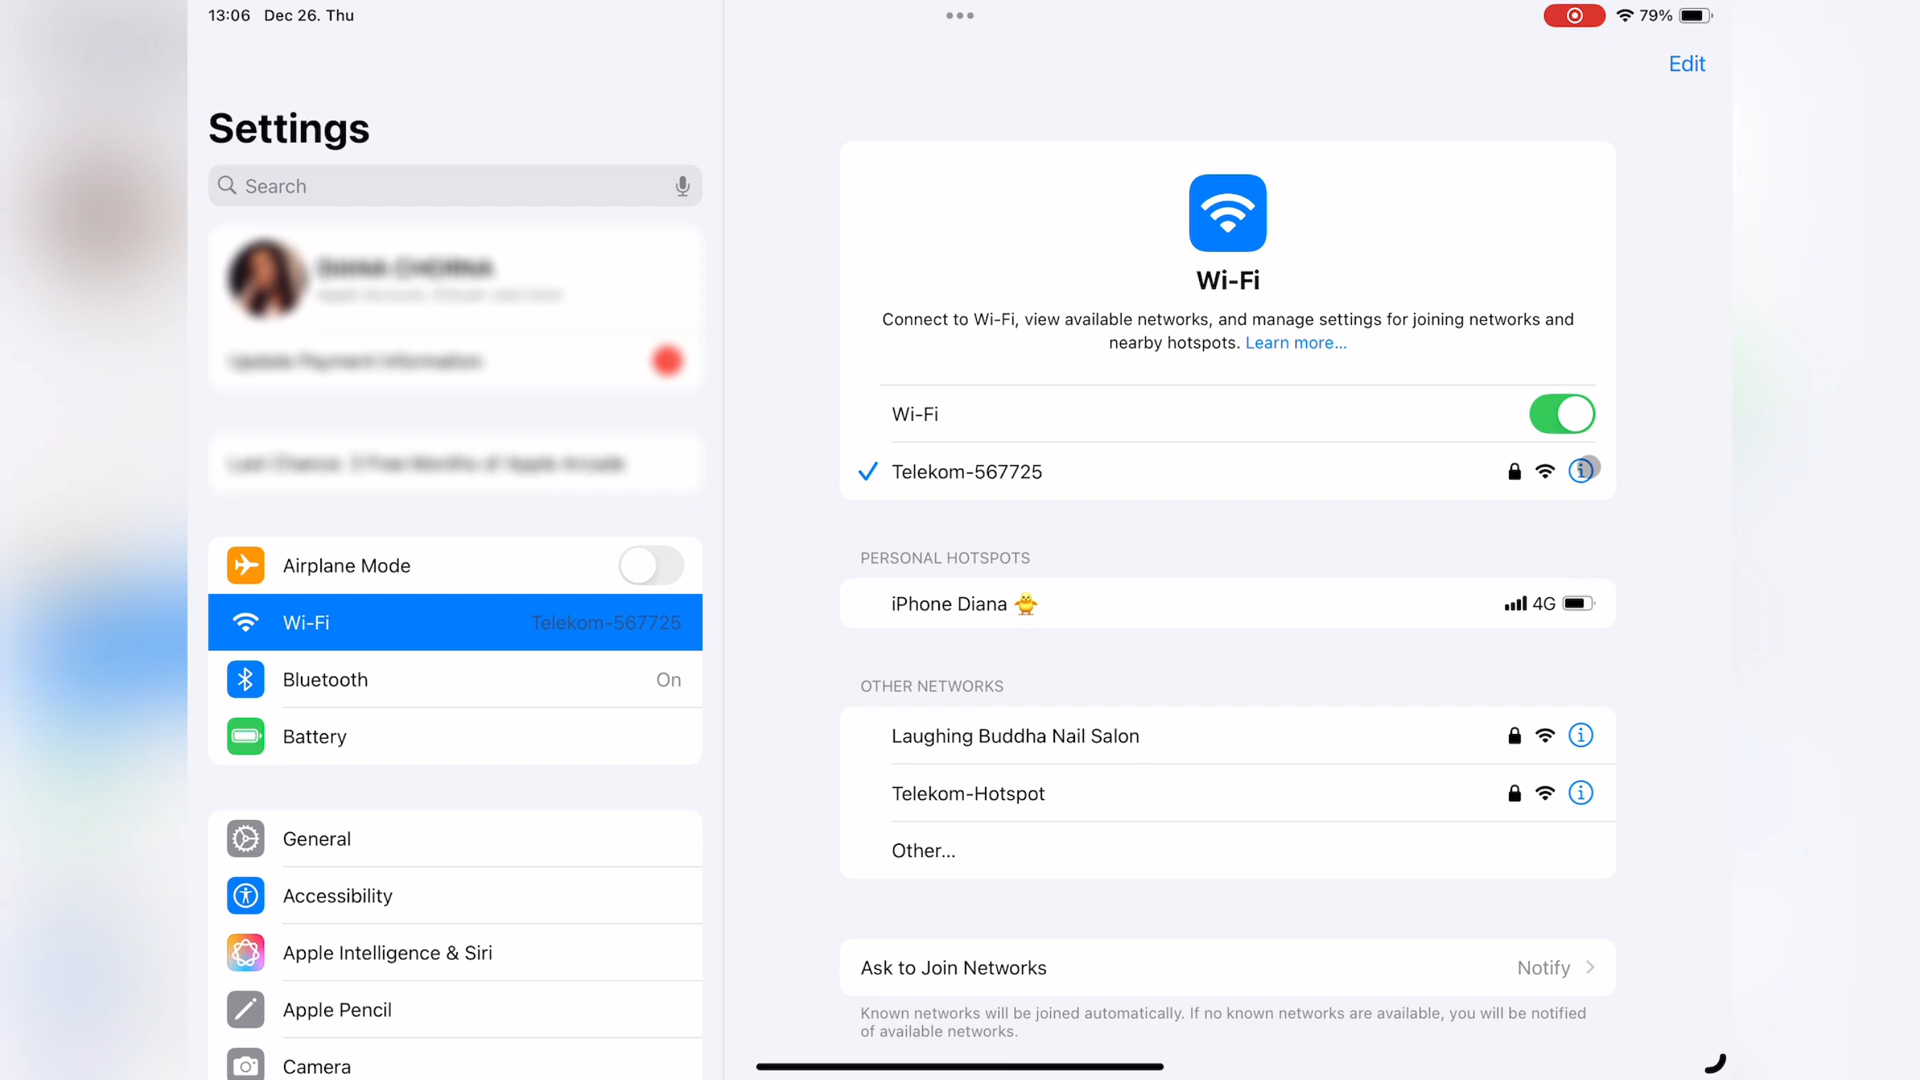 13:06 Dec 26. Thu
79%
Edit
Settings
Search
Airplane Mode
Wi-Fi Telekom-567725
Bluetooth On
Battery
General
Accessibility
Apple Intelligence & Siri
Apple Pencil
Camera
Wi-Fi
Connect to Wi-Fi, view available networks, and manage settings for joining networks and
nearby hotspots. Learn more...
Wi-Fi
Telekom-567725
PERSONAL HOTSPOTS
iPhone Diana 🐥 4G
OTHER NETWORKS
Laughing Buddha Nail Salon
Telekom-Hotspot
Other...
Ask to Join Networks Notify
Known networks will be joined automatically. If no known networks are available, you will be notified
of available networks.